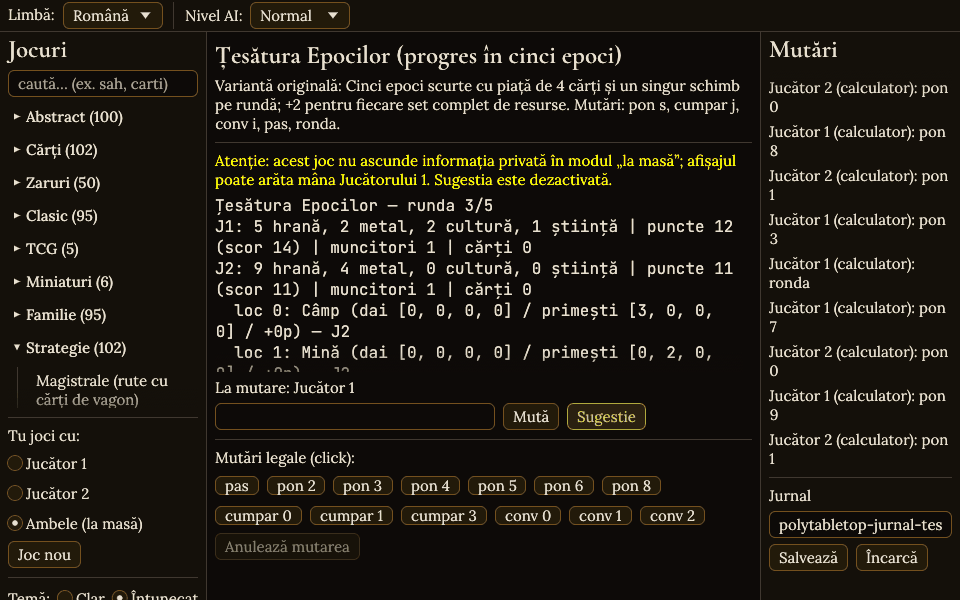 Limbă: Română Nivel AI: Normal
Jocuri
caută... (ex. sah, carti)
Abstract (100)
Cărți (102)
Zaruri (50)
Clasic (95)
TCG (5)
Miniaturi (6)
Familie (95)
Strategie (102)
Magistrale (rute cu
cărți de vagon)
Tu joci cu:
Jucător 1
Jucător 2
Ambele (la masă)
Joc nou
Temă: Clar Întunecat
Țesătura Epocilor (progres în cinci epoci)
Variantă originală: Cinci epoci scurte cu piață de 4 cărți și un singur schimb
pe rundă; +2 pentru fiecare set complet de resurse. Mutări: pon s, cumpar j,
conv i, pas, ronda.
Atenție: acest joc nu ascunde informația privată în modul „la masă”; afișajul
poate arăta mâna Jucătorului 1. Sugestia este dezactivată.
Țesătura Epocilor — runda 3/5
J1: 5 hrană, 2 metal, 2 cultură, 1 știință | puncte 12
(scor 14) | muncitori 1 | cărți 0
J2: 9 hrană, 4 metal, 0 cultură, 0 știință | puncte 11
(scor 11) | muncitori 1 | cărți 0
loc 0: Câmp (dai [0, 0, 0, 0] / primești [3, 0, 0,
0] / +0p) — J2
loc 1: Mină (dai [0, 0, 0, 0] / primești [0, 2, 0,
0] / +0p) — J2
La mutare: Jucător 1
Mută Sugestie
Mutări legale (click):
pas pon 2 pon 3 pon 4 pon 5 pon 6 pon 8
cumpar 0 cumpar 1 cumpar 3 conv 0 conv 1 conv 2
Anulează mutarea
Mutări
Jucător 2 (calculator): pon
0
Jucător 1 (calculator): pon
8
Jucător 2 (calculator): pon
1
Jucător 1 (calculator): pon
3
Jucător 1 (calculator):
ronda
Jucător 1 (calculator): pon
7
Jucător 2 (calculator): pon
0
Jucător 1 (calculator): pon
9
Jucător 2 (calculator): pon
1
Jurnal
polytabletop-jurnal-tes
Salvează Încarcă